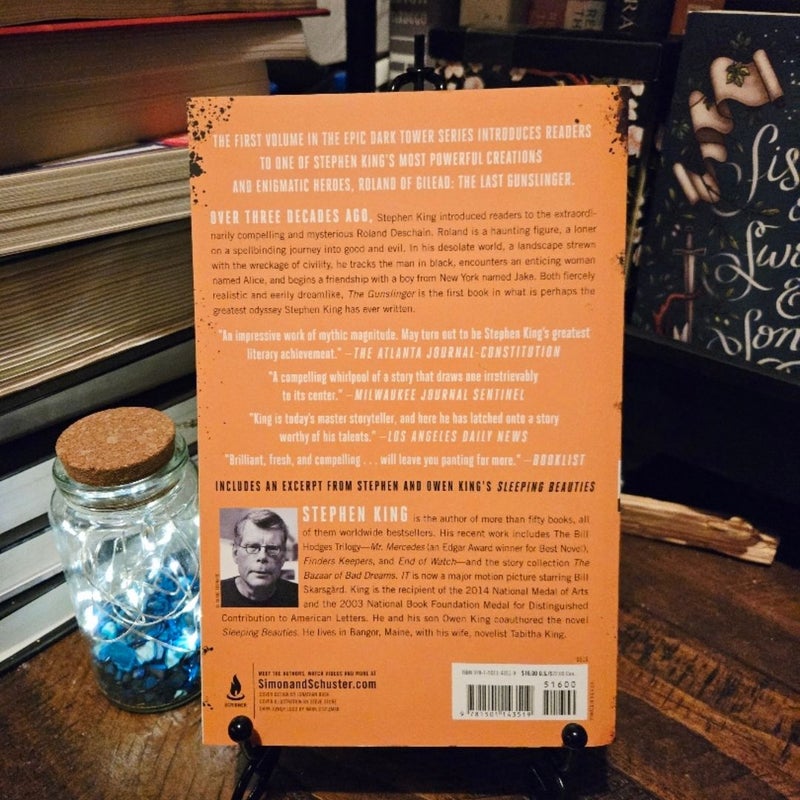 THE FIRST VOLUME IN THE EPIC DARK TOWER SERIES INTRODUCES READERS
TO ONE OF STEPHEN KING'S MOST POWERFUL CREATIONS
AND ENIGMATIC HEROES, ROLAND OF GILEAD: THE LAST GUNSLINGER.
OVER THREE DECADES AGO, Stephen King introduced readers to the extraordi-
narily compelling and mysterious Roland Deschain. Roland is a haunting figure, a loner
on a spellbinding journey into good and evil. In his desolate world, a landscape strewn
with the wreckage of civility, he tracks the man in black, encounters an enticing woman
named Alice, and begins a friendship with a boy from New York named Jake. Both fiercely
realistic and eerily dreamlike, The Gunslinger is the first book in what is perhaps the
greatest odyssey Stephen King has ever written.
"An impressive work of mythic magnitude. May turn out to be Stephen King's greatest
literary achievement." —THE ATLANTA JOURNAL-CONSTITUTION
"A compelling whirlpool of a story that draws one irretrievably
to its center." —MILWAUKEE JOURNAL SENTINEL
"King is today's master storyteller, and here he has latched onto a story
worthy of his talents." —LOS ANGELES DAILY NEWS
"Brilliant, fresh, and compelling . . . will leave you panting for more." —BOOKLIST
INCLUDES AN EXCERPT FROM STEPHEN AND OWEN KING'S SLEEPING BEAUTIES
STEPHEN KING is the author of more than fifty books, all
of them worldwide bestsellers. His recent work includes The Bill
Hodges Trilogy—Mr. Mercedes (an Edgar Award winner for Best Novel),
Finders Keepers, and End of Watch—and the story collection The
Bazaar of Bad Dreams. IT is now a major motion picture starring Bill
Skarsgård. King is the recipient of the 2014 National Medal of Arts
and the 2003 National Book Foundation Medal for Distinguished
Contribution to American Letters. He and his son Owen King coauthored the novel
Sleeping Beauties. He lives in Bangor, Maine, with his wife, novelist Tabitha King.
MEET THE AUTHORS, WATCH VIDEOS AND MORE AT
SimonandSchuster.com
SCRIBNER
$16.00 U.S.
51600
9 781501 143519